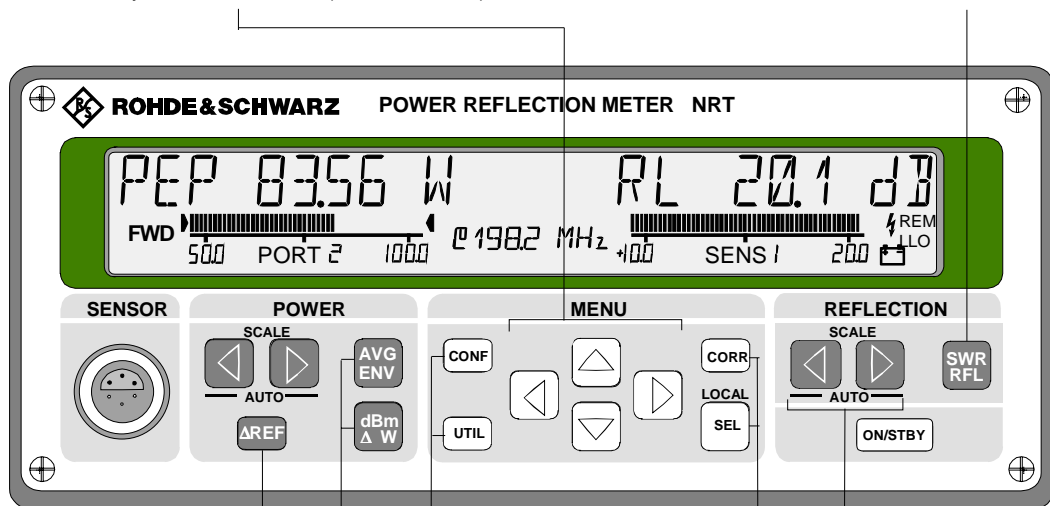 R&S ROHDE&SCHWARZ POWER REFLECTION METER NRT
PEP 83.56 W RL 20.1 dB
FWD REM
50.0 PORT 2 100.0 @198.2 MHz +10.0 SENS 1 20.0 LLO
SENSOR POWER MENU REFLECTION
SCALE SCALE
AVG ENV CONF CORR SWR RFL
AUTO LOCAL AUTO
ΔREF dBm Δ W UTIL SEL ON/STBY